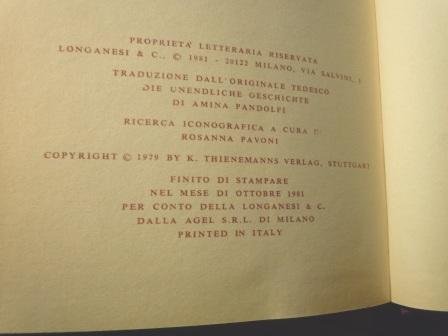 PROPRIETA' LETTERARIA RISERVATA
LONGANESI & C., © 1981 - 20122 MILANO, VIA SALVINI, 3
TRADUZIONE DALL'ORIGINALE TEDESCO
DIE UNENDLICHE GESCHICHTE
DI AMINA PANDOLFI
RICERCA ICONOGRAFICA A CURA DI
ROSANNA PAVONI
COPYRIGHT © 1979 BY K. THIENEMANNS VERLAG, STUTTGART
FINITO DI STAMPARE
NEL MESE DI OTTOBRE 1981
PER CONTO DELLA LONGANESI & C.
DALLA AGEL S.R.L. DI MILANO
PRINTED IN ITALY